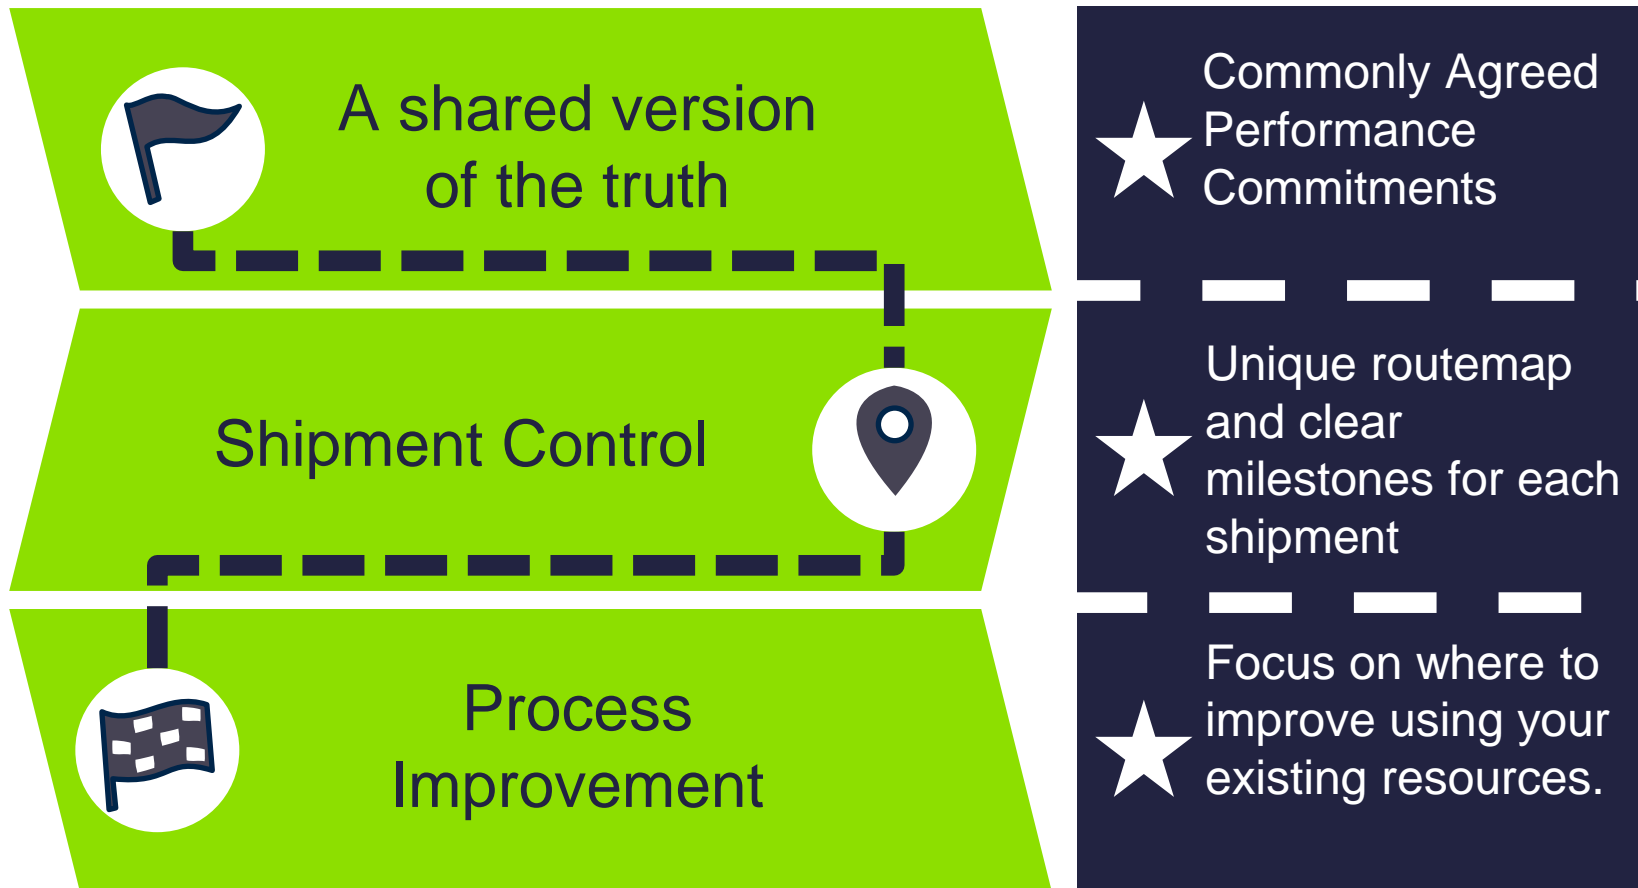 A shared version
of the truth
Commonly Agreed
Performance
Commitments
Shipment Control
Unique routemap
and clear
milestones for each
shipment
Process
Improvement
Focus on where to
improve using your
existing resources.